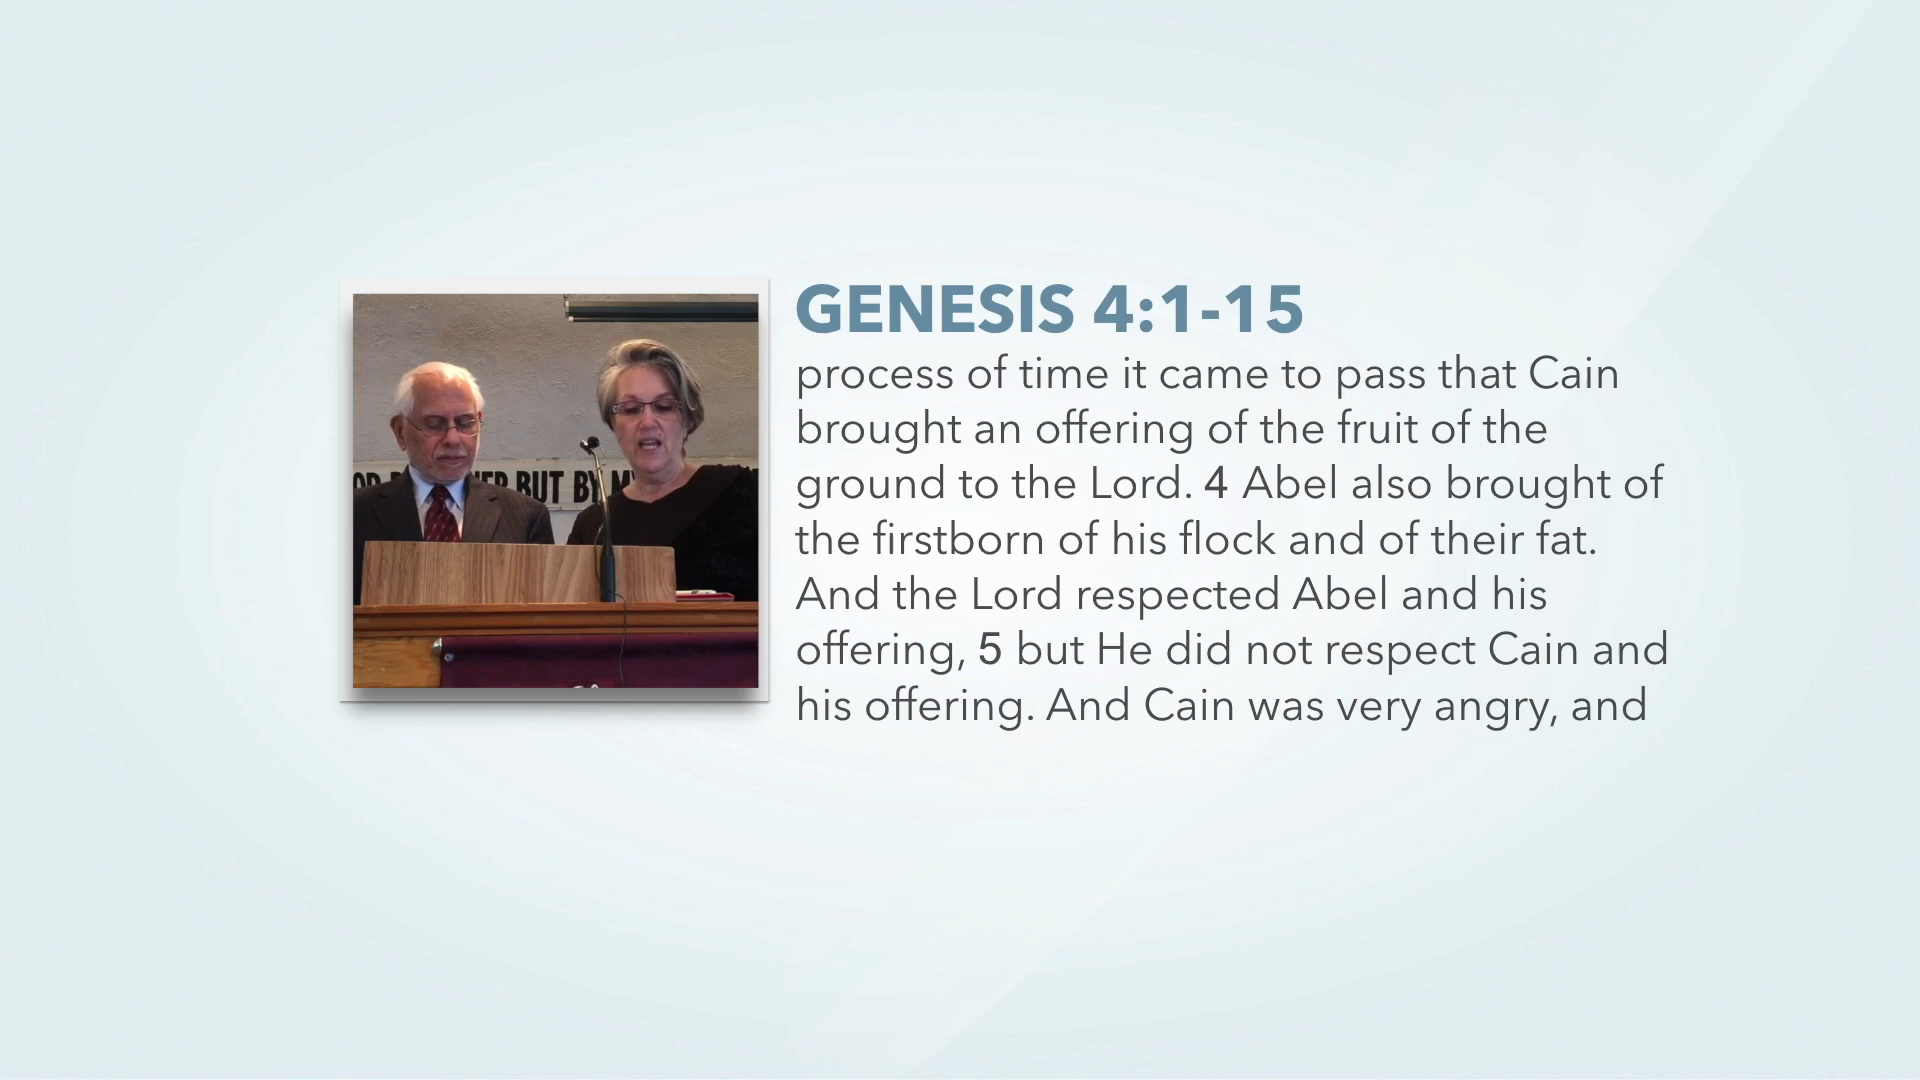 GENESIS 4:1-15
process of time it came to pass that Cain
brought an offering of the fruit of the
ground to the Lord. 4 Abel also brought of
the firstborn of his flock and of their fat.
And the Lord respected Abel and his
offering, 5 but He did not respect Cain and
his offering. And Cain was very angry, and
BUT BY